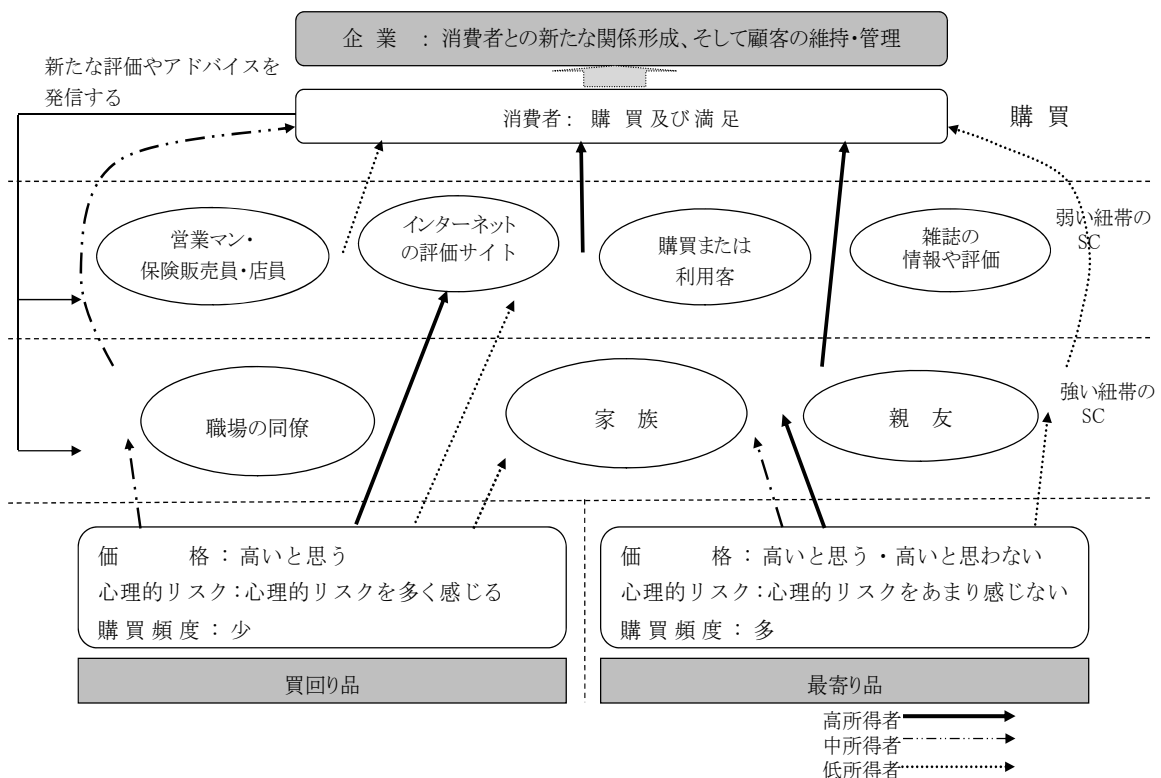 企 業 ： 消費者との新たな関係形成、そして顧客の維持・管理
新たな評価やアドバイスを
発信する
消費者： 購 買 及 び 満 足
購 買
営業マン・
保険販売員・店員
インターネット
の評価サイト
購買または
利用客
雑誌の
情報や評価
弱い紐帯の
SC
職場の同僚
家 族
親 友
強い紐帯の
SC
価 格：高いと思う
心理的リスク：心理的リスクを多く感じる
購 買 頻 度 ： 少
価 格：高いと思う・高いと思わない
心理的リスク：心理的リスクをあまり感じない
購 買 頻 度 ： 多
買回り品
最寄り品
高所得者
中所得者
低所得者